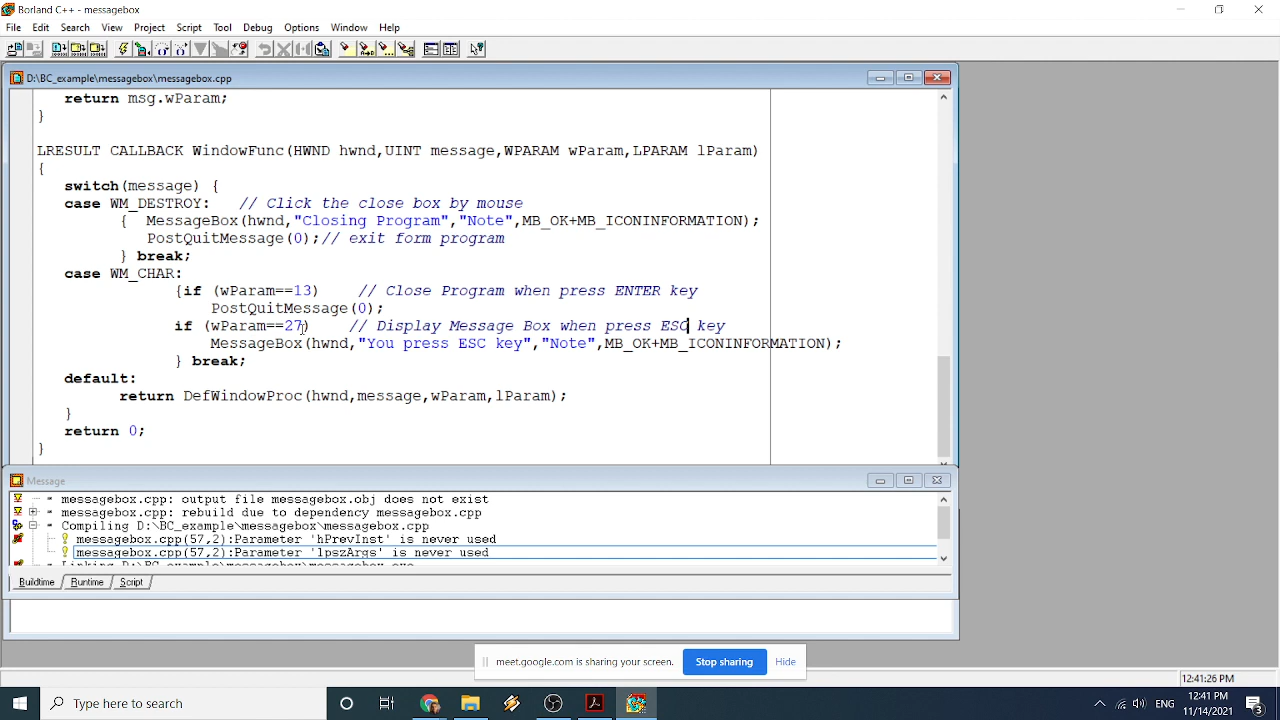 Borland C++ - messagebox
File Edit Search View Project Script Tool Debug Options Window Help
D:\BC_example\messagebox\messagebox.cpp
return msg.wParam;
}
LRESULT CALLBACK WindowFunc(HWND hwnd,UINT message,WPARAM wParam,LPARAM lParam)
{
switch(message) {
case WM_DESTROY: // Click the close box by mouse
{ MessageBox(hwnd,"Closing Program","Note",MB_OK+MB_ICONINFORMATION);
PostQuitMessage(0);// exit form program
} break;
case WM_CHAR:
{if (wParam==13) // Close Program when press ENTER key
PostQuitMessage(0);
if (wParam==27) // Display Message Box when press ESC key
MessageBox(hwnd,"You press ESC key","Note",MB_OK+MB_ICONINFORMATION);
} break;
default:
return DefWindowProc(hwnd,message,wParam,lParam);
}
return 0;
}
Message
messagebox.cpp: output file messagebox.obj does not exist
messagebox.cpp: rebuild due to dependency messagebox.cpp
Compiling D:\BC_example\messagebox\messagebox.cpp
messagebox.cpp(57,2):Parameter 'hPrevInst' is never used
messagebox.cpp(57,2):Parameter 'lpszArgs' is never used
Linking D:\BC_example\messagebox\messagebox.exe
Buildtime Runtime Script
meet.google.com is sharing your screen. Stop sharing Hide
12:41:26 PM
Type here to search
12:41 PM
11/14/2021
3